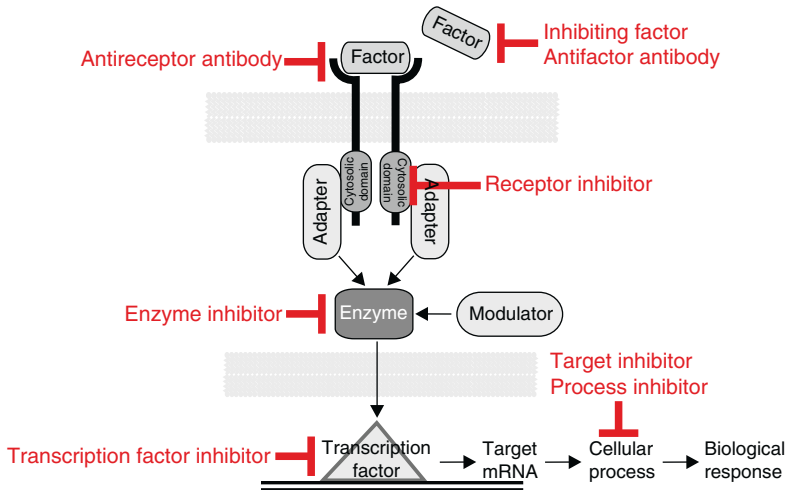 Factor
Inhibiting factor
Antifactor antibody
Antireceptor antibody
Factor
Cytosolic
domain
Cytosolic
domain
Adapter
Adapter
Receptor inhibitor
Enzyme inhibitor
Enzyme
Modulator
Target inhibitor
Process inhibitor
Transcription factor inhibitor
Transcription
factor
Target
mRNA
Cellular
process
Biological
response